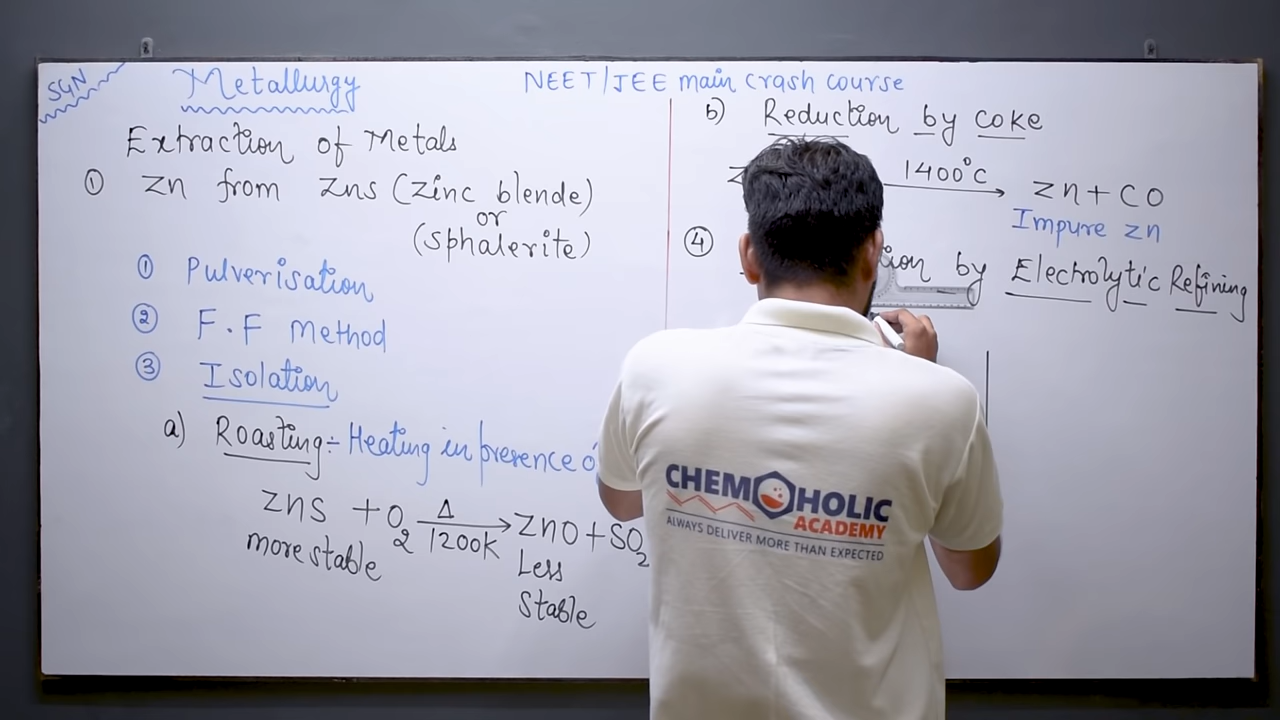 SGN
Metallurgy
NEET/JEE main crash course
Extraction of Metals
① Zn from Zns (Zinc blende)
or
(Sphalerite)
① Pulverisation
② F.F Method
③ Isolation
a) Roasting:- Heating in presence
Zns + O2 Δ 1200K → ZnO + SO2
more stable
Less
Stable
b) Reduction by coke
1400°C → Zn + CO
Impure Zn
④ by Electrolytic Refining
CHEMOHOLIC
ACADEMY
ALWAYS DELIVER MORE THAN EXPECTED